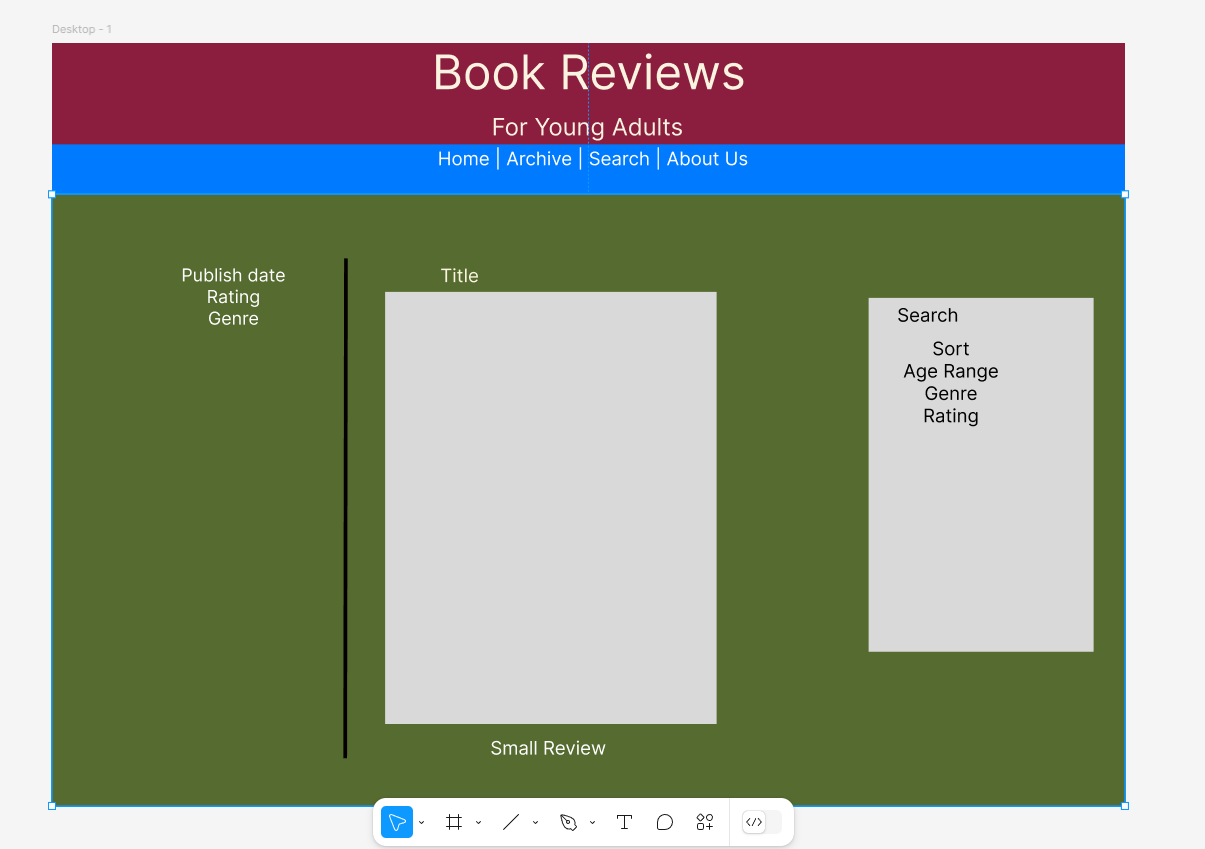 Desktop - 1
Book Reviews
For Young Adults
Home | Archive | Search | About Us
Publish date
Rating
Genre
Title
Small Review
Search
Sort
Age Range
Genre
Rating